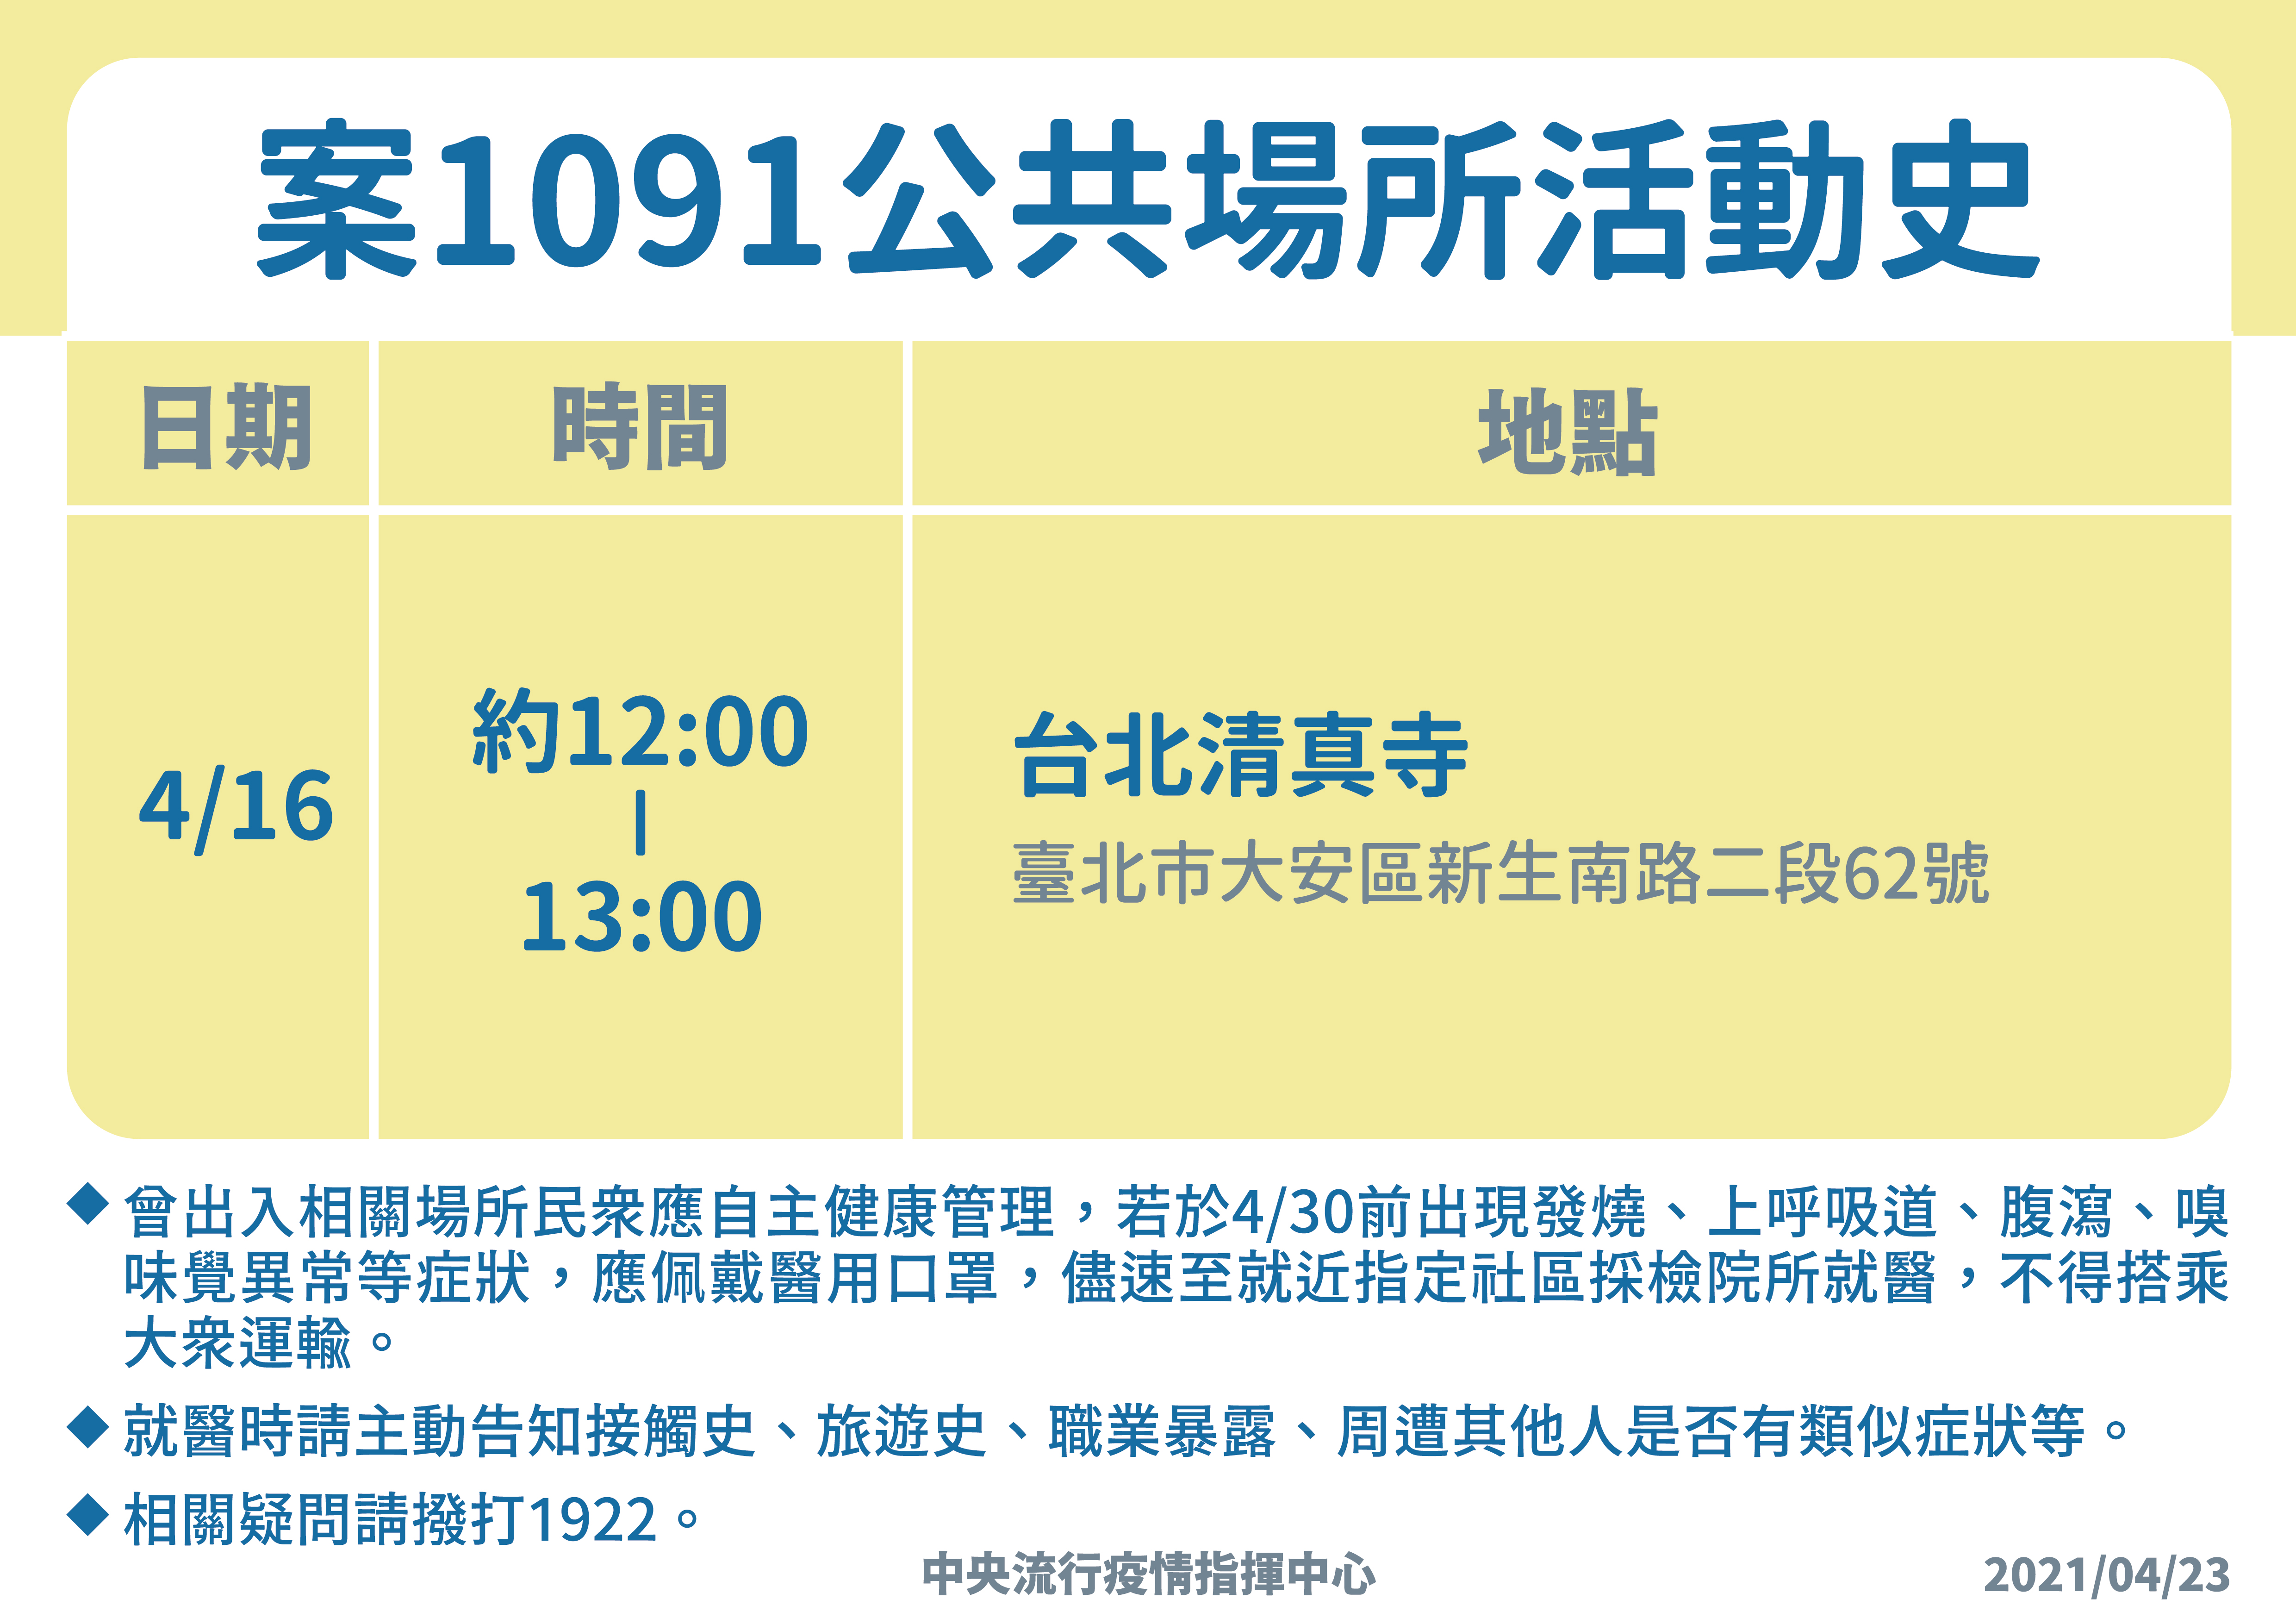 案1091公共場所活動史
日期
時間
地點
4/16
約12:00
|
13:00
台北清真寺
臺北市大安區新生南路二段62號
◆ 曾出入相關場所民眾應自主健康管理，若於4/30前出現發燒、上呼吸道、腹瀉、嗅
味覺異常等症狀，應佩戴醫用口罩，儘速至就近指定社區採檢院所就醫，不得搭乘
大眾運輸。
◆ 就醫時請主動告知接觸史、旅遊史、職業暴露、周遭其他人是否有類似症狀等。
◆ 相關疑問請撥打1922。
中央流行疫情指揮中心
2021/04/23